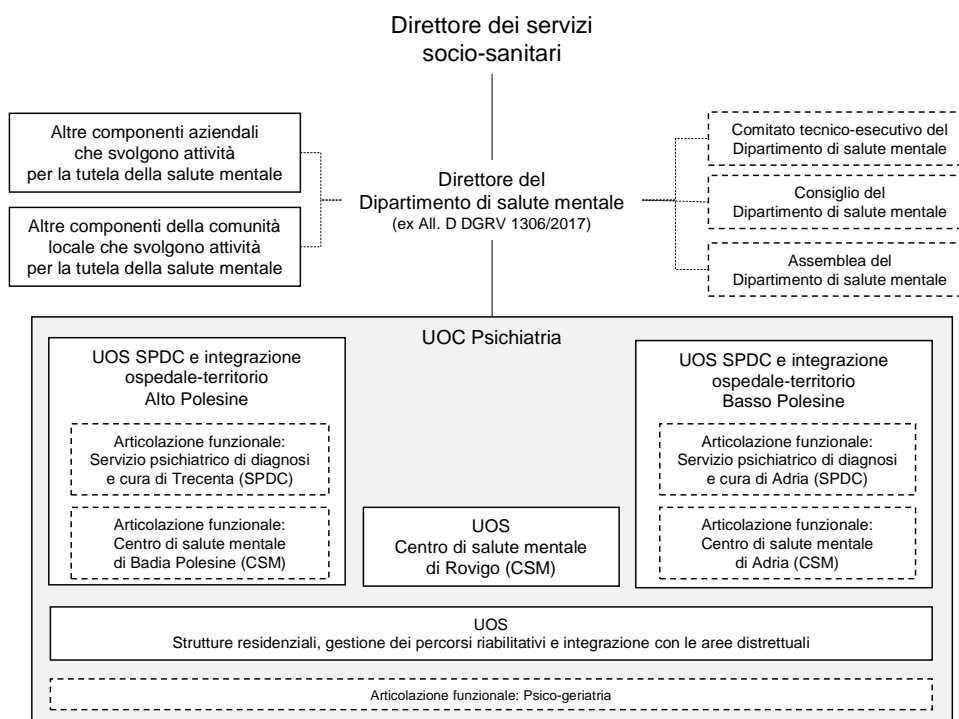 Direttore dei servizi
socio-sanitari
Altre componenti aziendali
che svolgono attività
per la tutela della salute mentale
Altre componenti della comunità
locale che svolgono attività
per la tutela della salute mentale
Direttore del
Dipartimento di salute mentale
(ex All. D DGRV 1306/2017)
Comitato tecnico-esecutivo del
Dipartimento di salute mentale
Consiglio del
Dipartimento di salute mentale
Assemblea del
Dipartimento di salute mentale
UOC Psichiatria
UOS SPDC e integrazione
ospedale-territorio
Alto Polesine
Articolazione funzionale:
Servizio psichiatrico di diagnosi
e cura di Trecenta (SPDC)
Articolazione funzionale:
Centro di salute mentale
di Badia Polesine (CSM)
UOS
Centro di salute mentale
di Rovigo (CSM)
UOS SPDC e integrazione
ospedale-territorio
Basso Polesine
Articolazione funzionale:
Servizio psichiatrico di diagnosi
e cura di Adria (SPDC)
Articolazione funzionale:
Centro di salute mentale
di Adria (CSM)
UOS
Strutture residenziali, gestione dei percorsi riabilitativi e integrazione con le aree distrettuali
Articolazione funzionale: Psico-geriatria